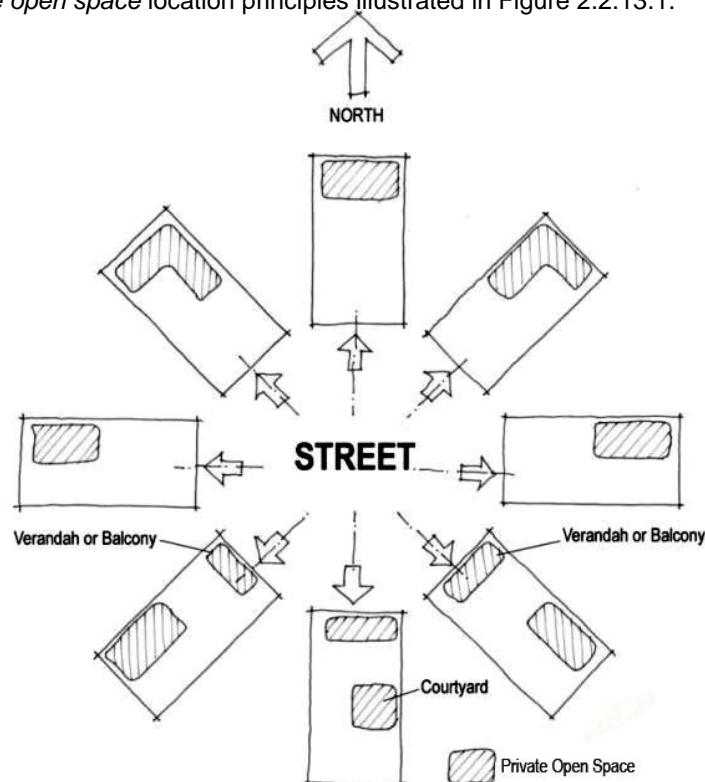 open space location principles illustrated in Figure 2.2.13.1.
NORTH
STREET
Verandah or Balcony
Verandah or Balcony
Courtyard
Private Open Space